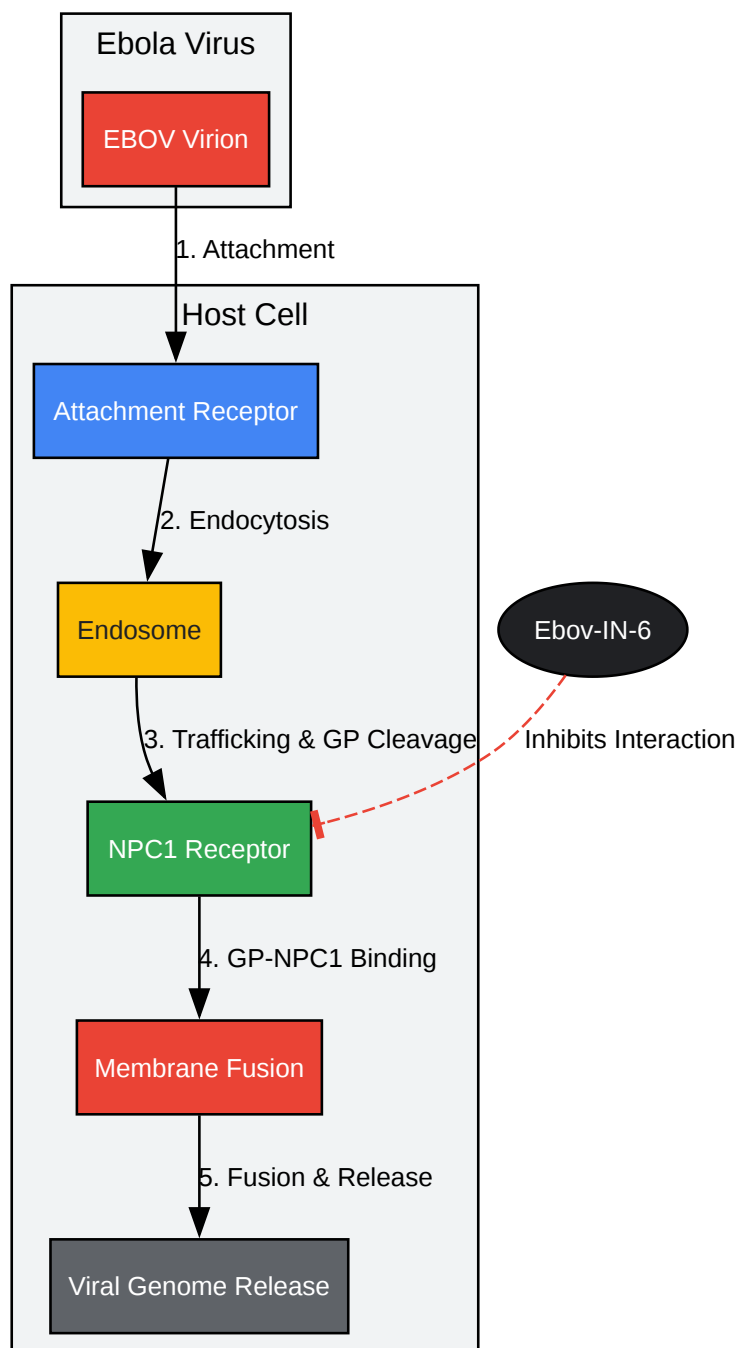 Ebola Virus
EBOV Virion
1. Attachment
Host Cell
Attachment Receptor
2. Endocytosis
Endosome
Ebov-IN-6
3. Trafficking & GP Cleavage
Inhibits Interaction
NPC1 Receptor
4. GP-NPC1 Binding
Membrane Fusion
5. Fusion & Release
Viral Genome Release